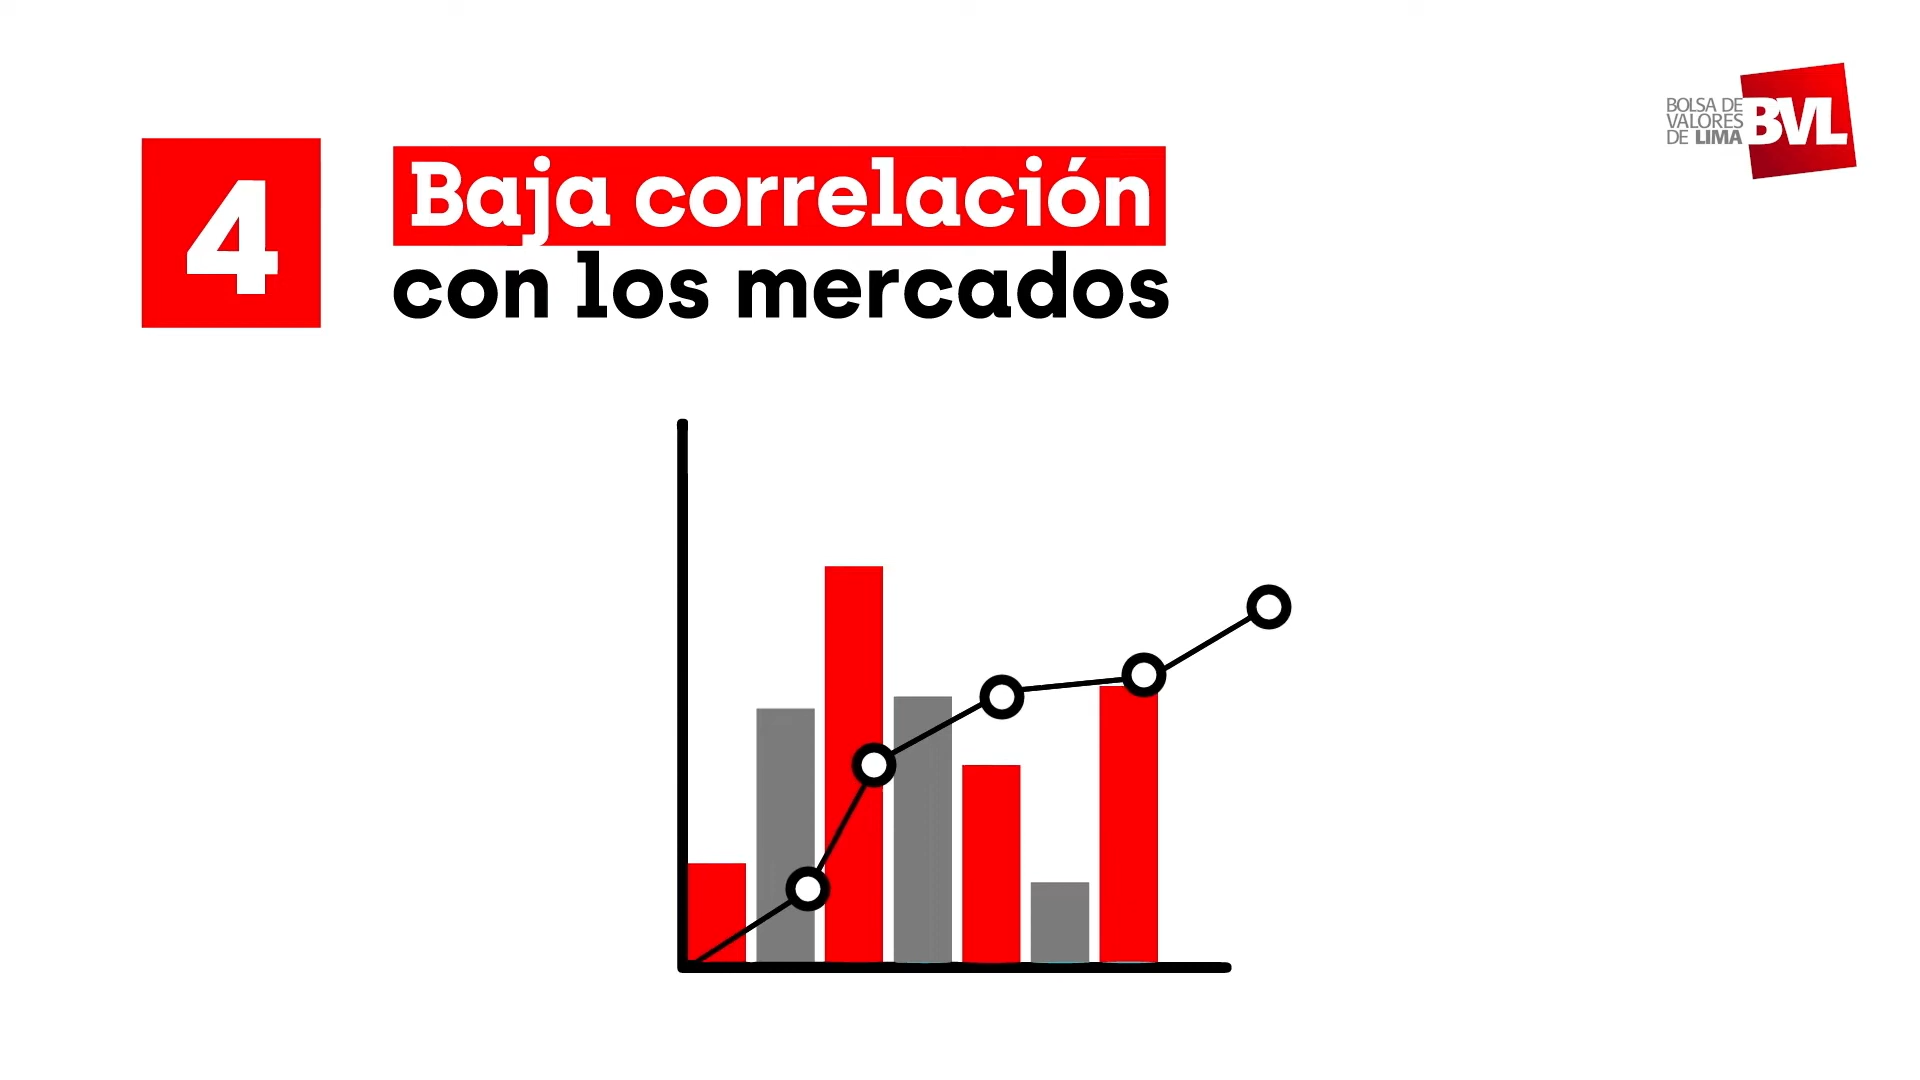 4
Baja correlación
con los mercados
BOLSA DE
VALORES
DE LIMA
BVL